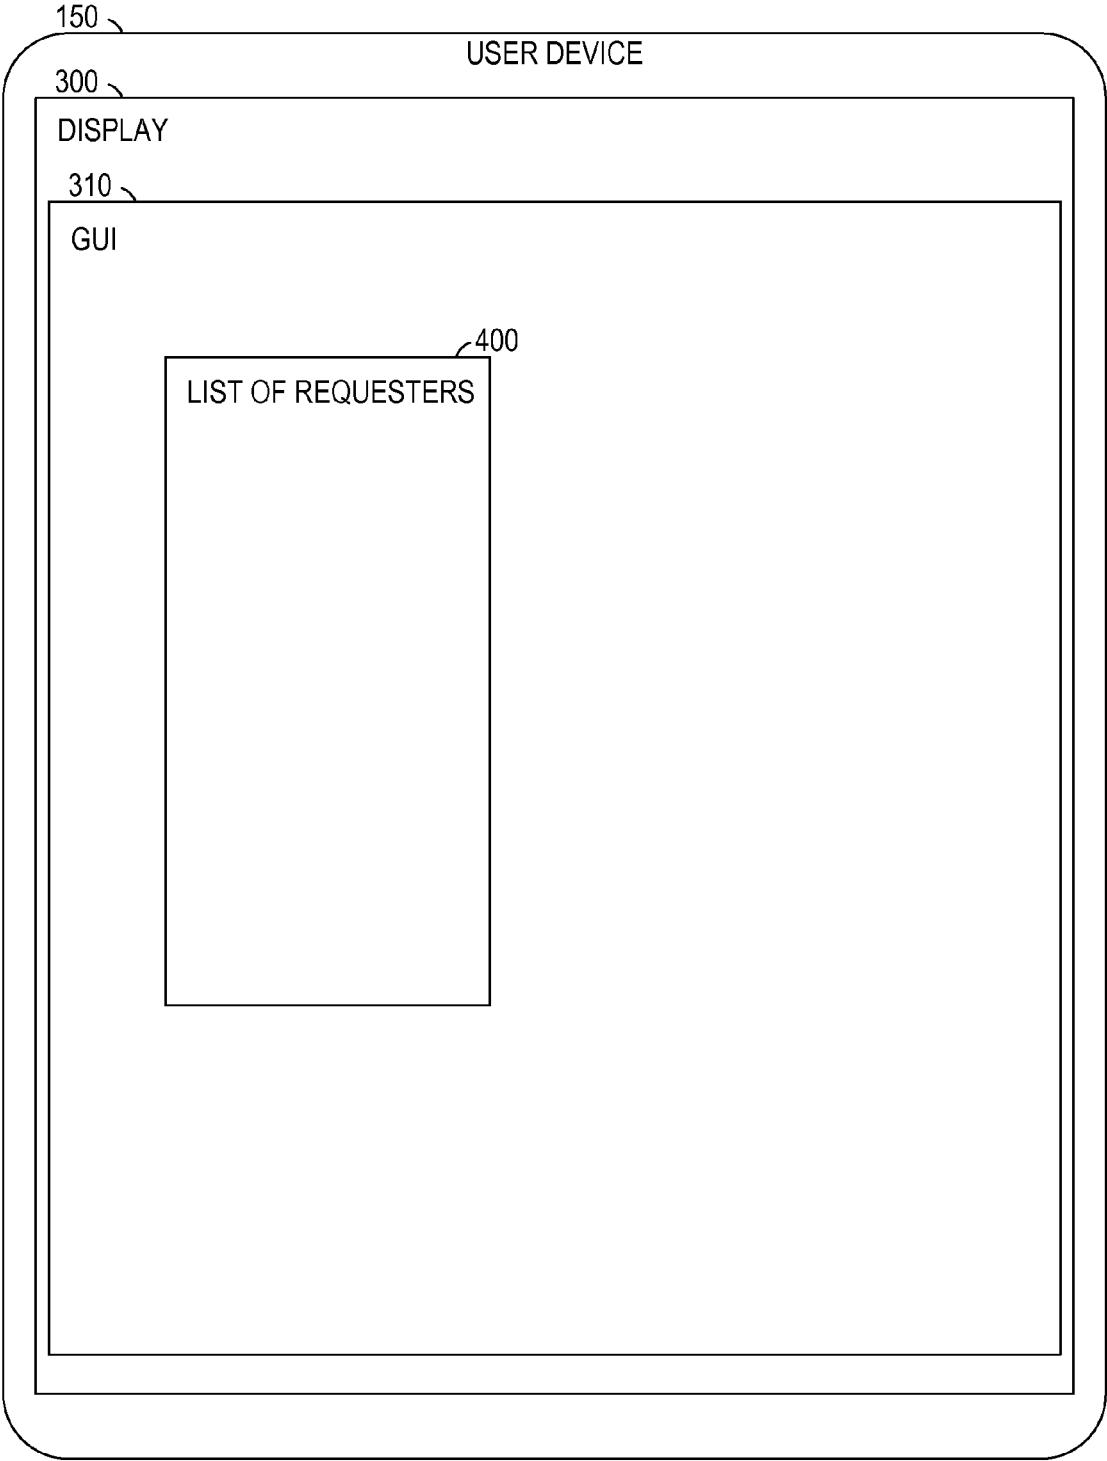 150
USER DEVICE
300
DISPLAY
310
GUI
400
LIST OF REQUESTERS